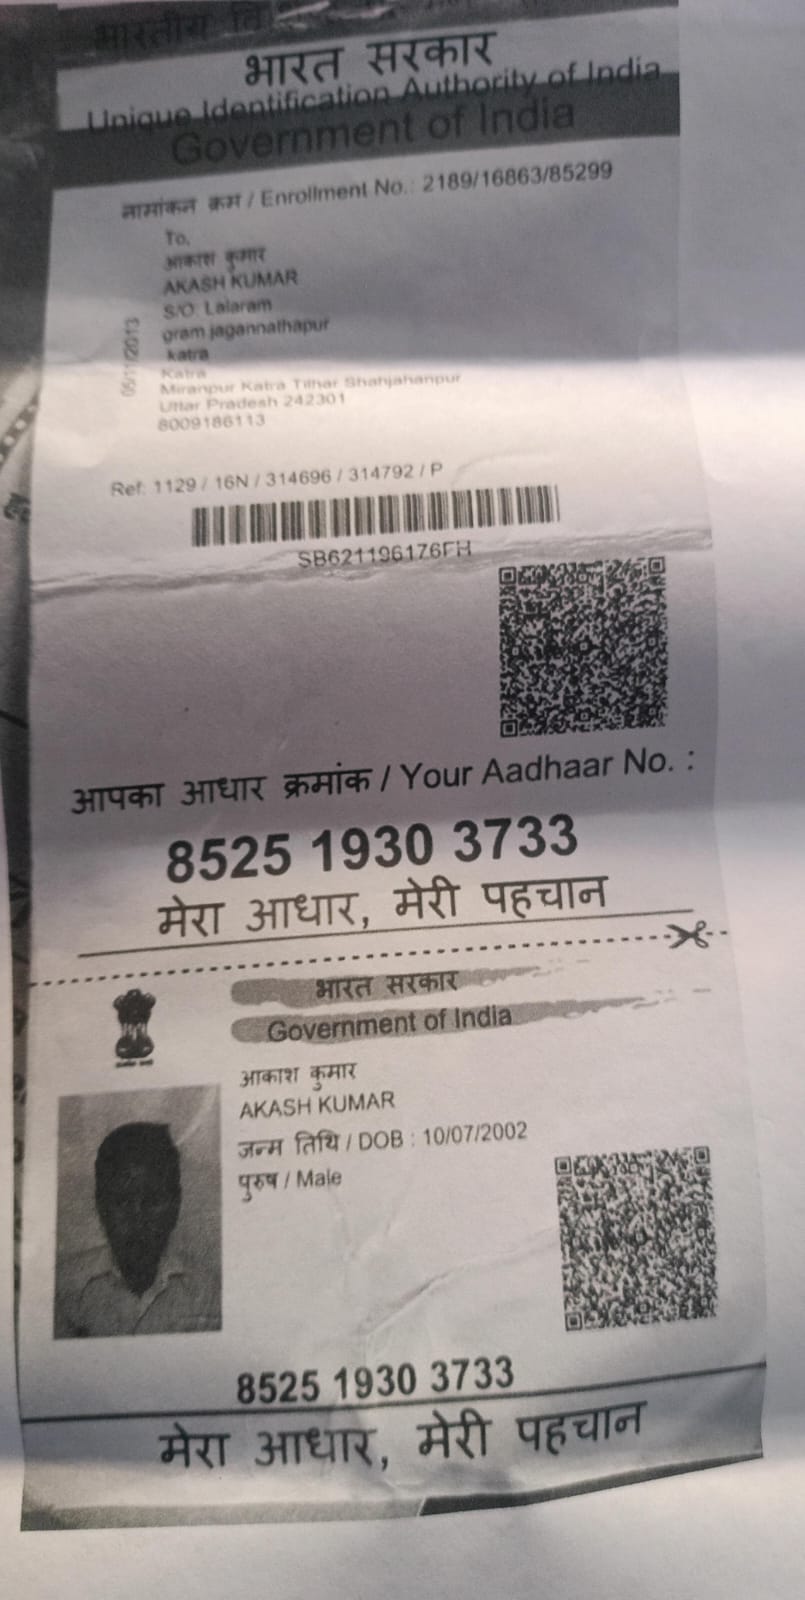 भारतीय
भारत सरकार
Unique Identification Authority of India
Government of India
नामांकन क्रम / Enrollment No.: 2189/16863/85299
To,
आकाश कुमार
AKASH KUMAR
S/O: Lalaram
gram jagannathapur
katra
Katra
Miranpur Katra Tilhar Shahjahanpur
Uttar Pradesh 242301
8009186113
05/11/2013
Ref: 1129 / 16N / 314696 / 314792 / P
SB621196176FH
आपका आधार क्रमांक / Your Aadhaar No. :
8525 1930 3733
मेरा आधार, मेरी पहचान
भारत सरकार
Government of India
आकाश कुमार
AKASH KUMAR
जन्म तिथि / DOB : 10/07/2002
पुरुष / Male
8525 1930 3733
मेरा आधार, मेरी पहचान